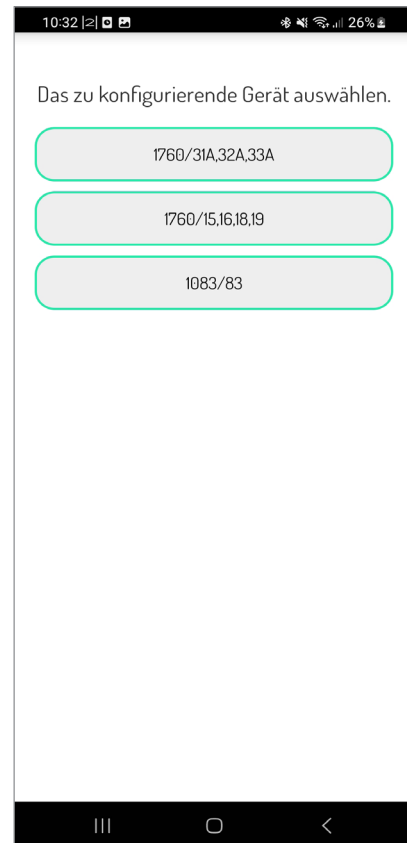 10:32 |2|
26%
Das zu konfigurierende Gerät auswählen.
1760/31A,32A,33A
1760/15,16,18,19
1083/83